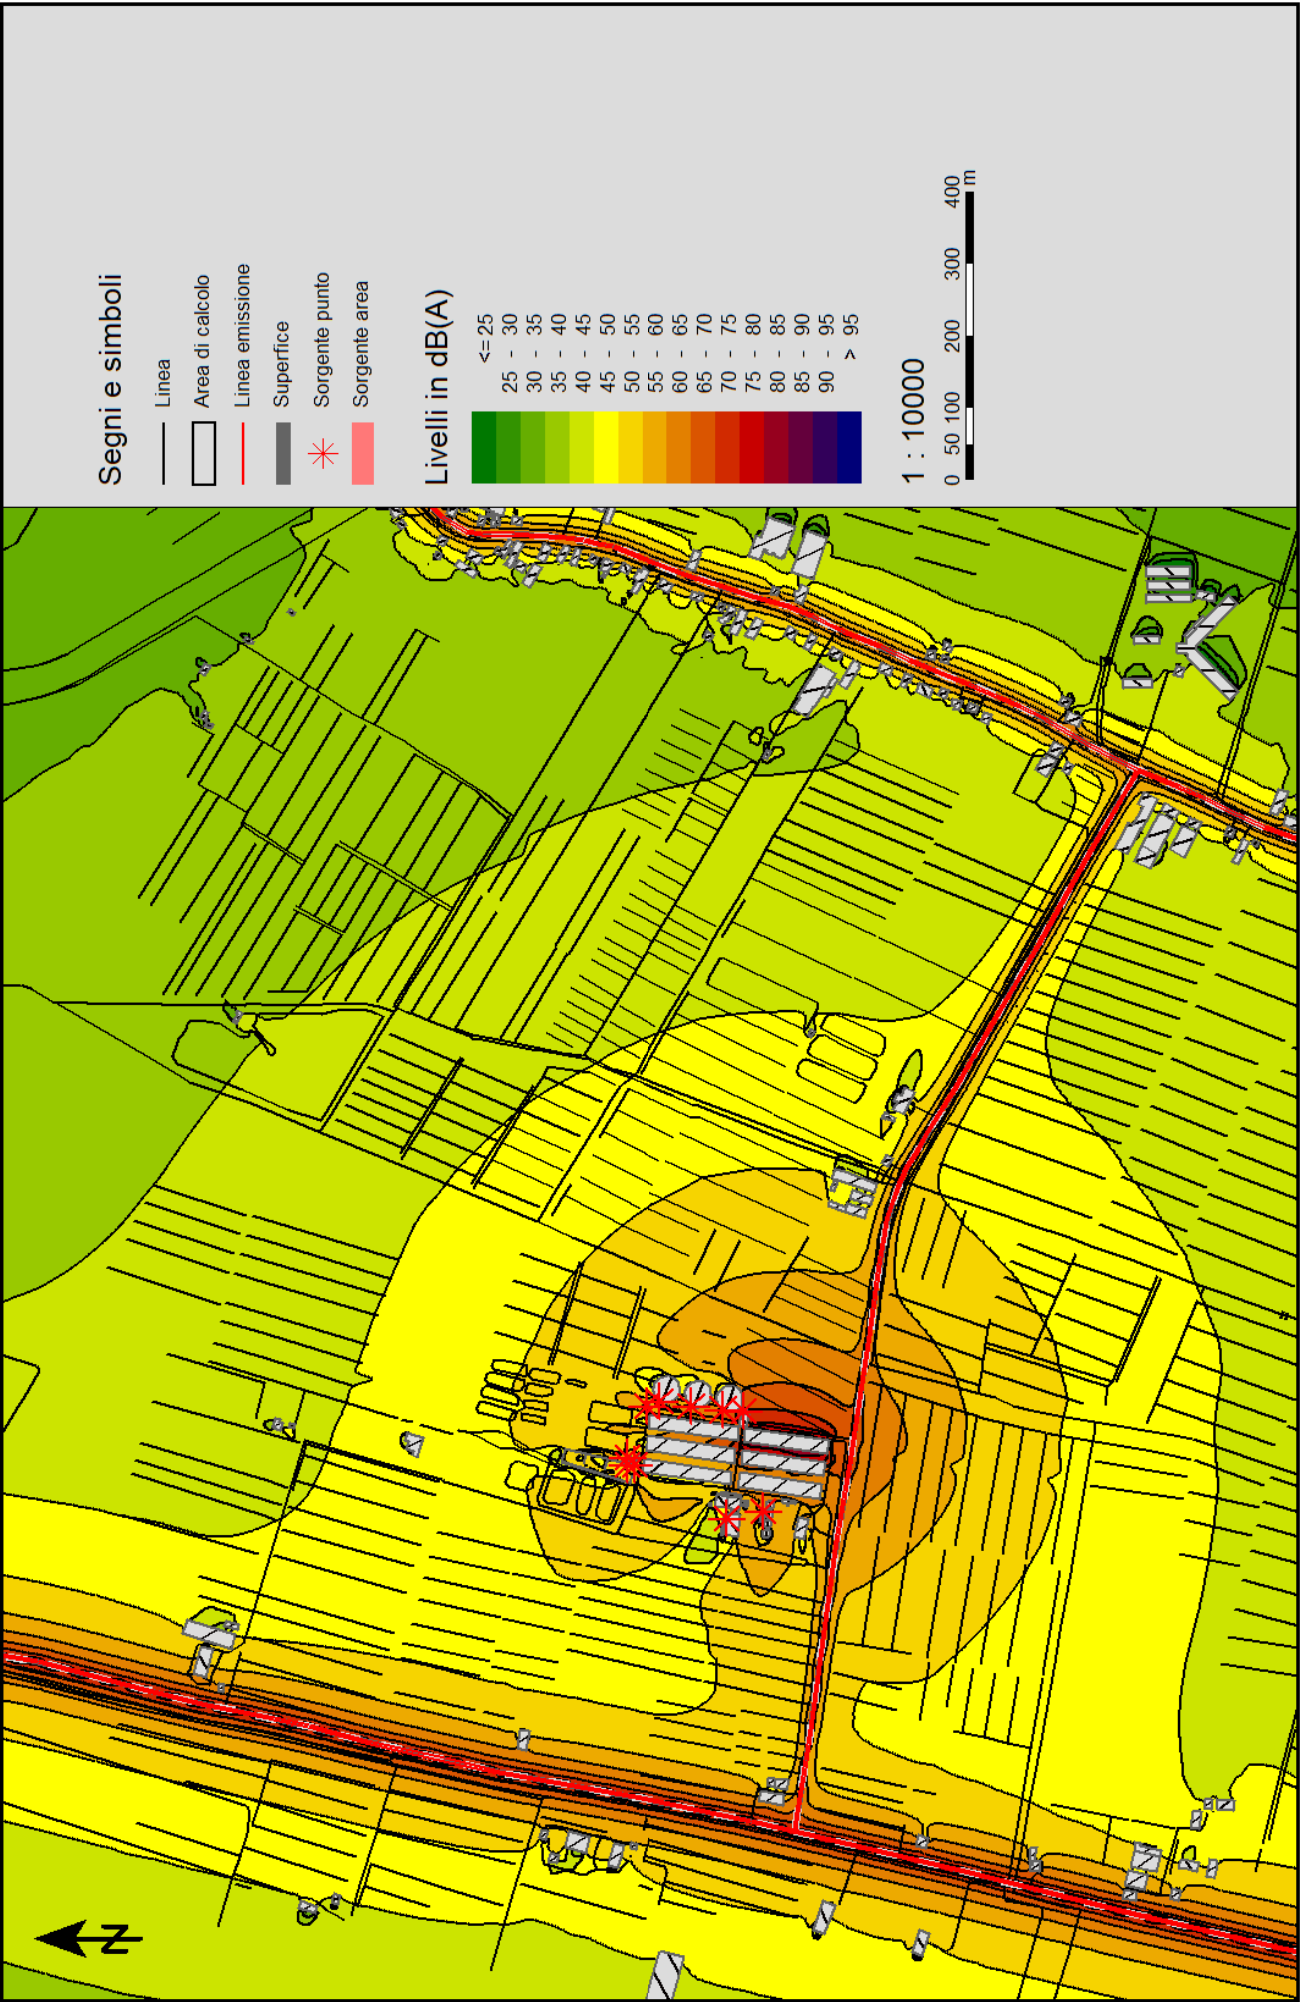 Segni e simboli
Linea
Area di calcolo
Linea emissione
Superfice
Sorgente punto
Sorgente area
Livelli in dB(A)
<= 25
25 - 30
30 - 35
35 - 40
40 - 45
45 - 50
50 - 55
55 - 60
60 - 65
65 - 70
70 - 75
75 - 80
80 - 85
85 - 90
90 - 95
> 95
1 : 10000
0 50 100 200 300 400
m
N